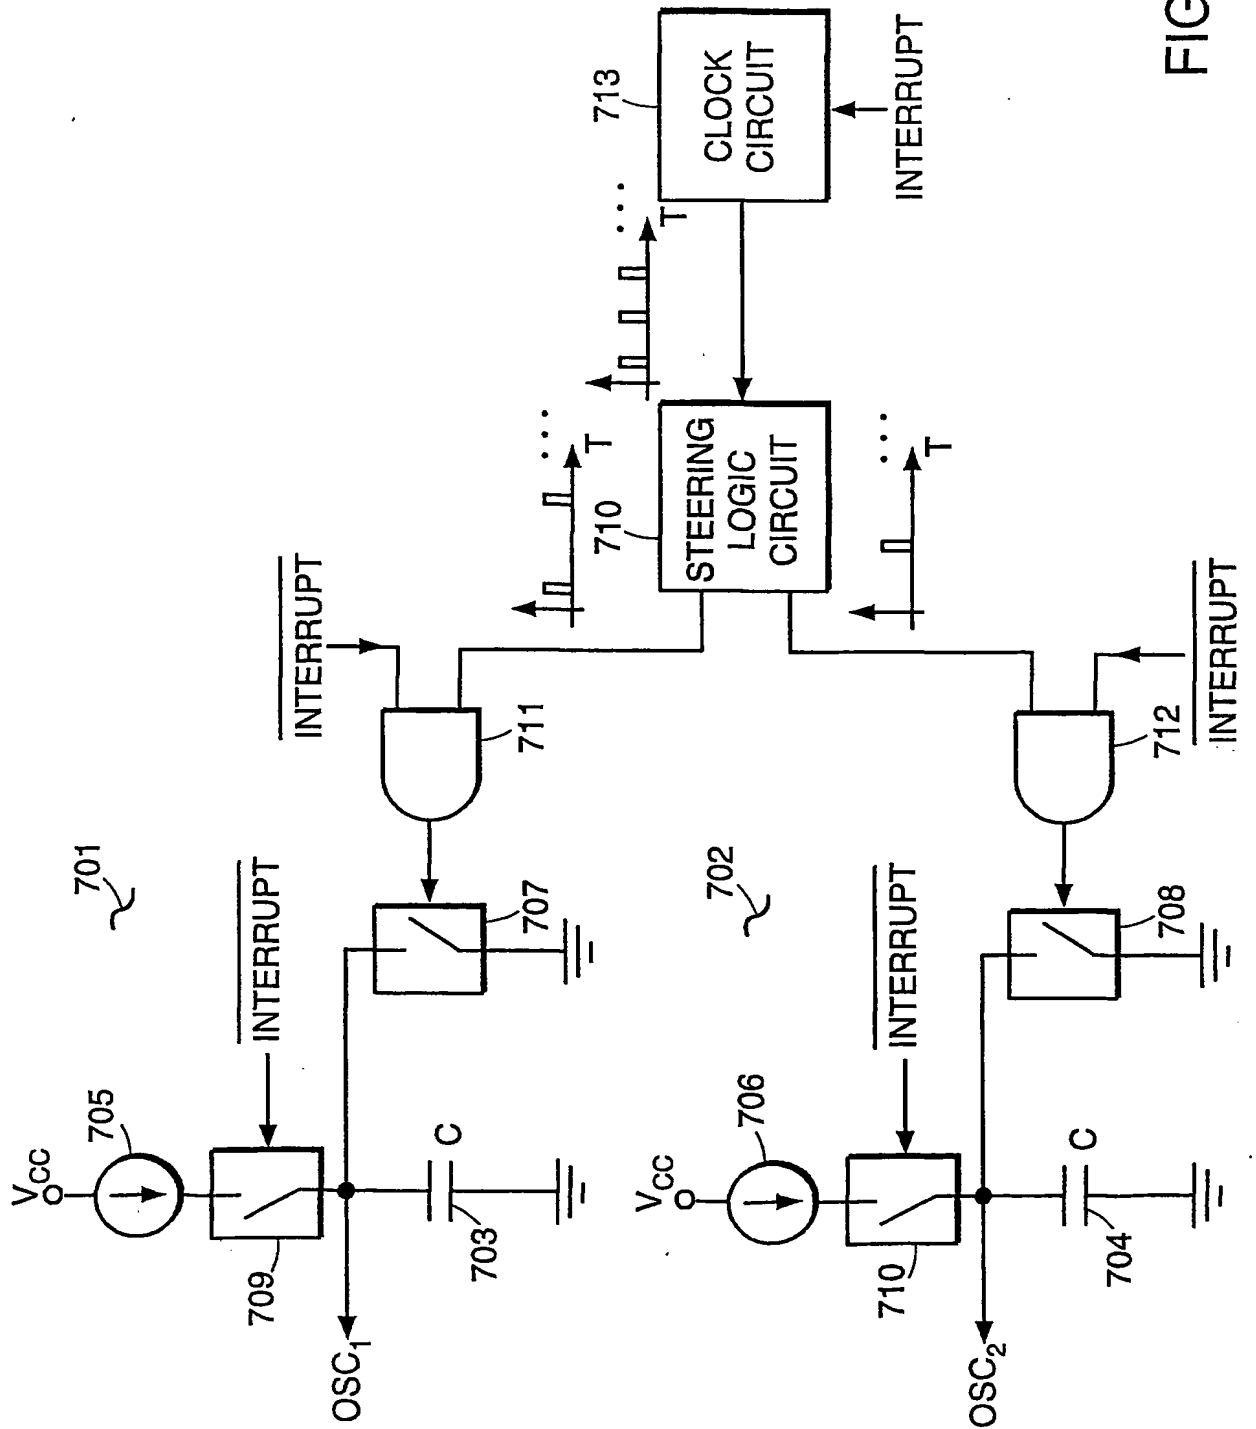 701
VCC
705
709
INTERRUPT
OSC1
703
C
707
711
INTERRUPT
710
STEERING
LOGIC
CIRCUIT
T
...
T
...
T
...
713
CLOCK
CIRCUIT
INTERRUPT
702
VCC
706
710
INTERRUPT
OSC2
704
C
708
712
INTERRUPT
FIG